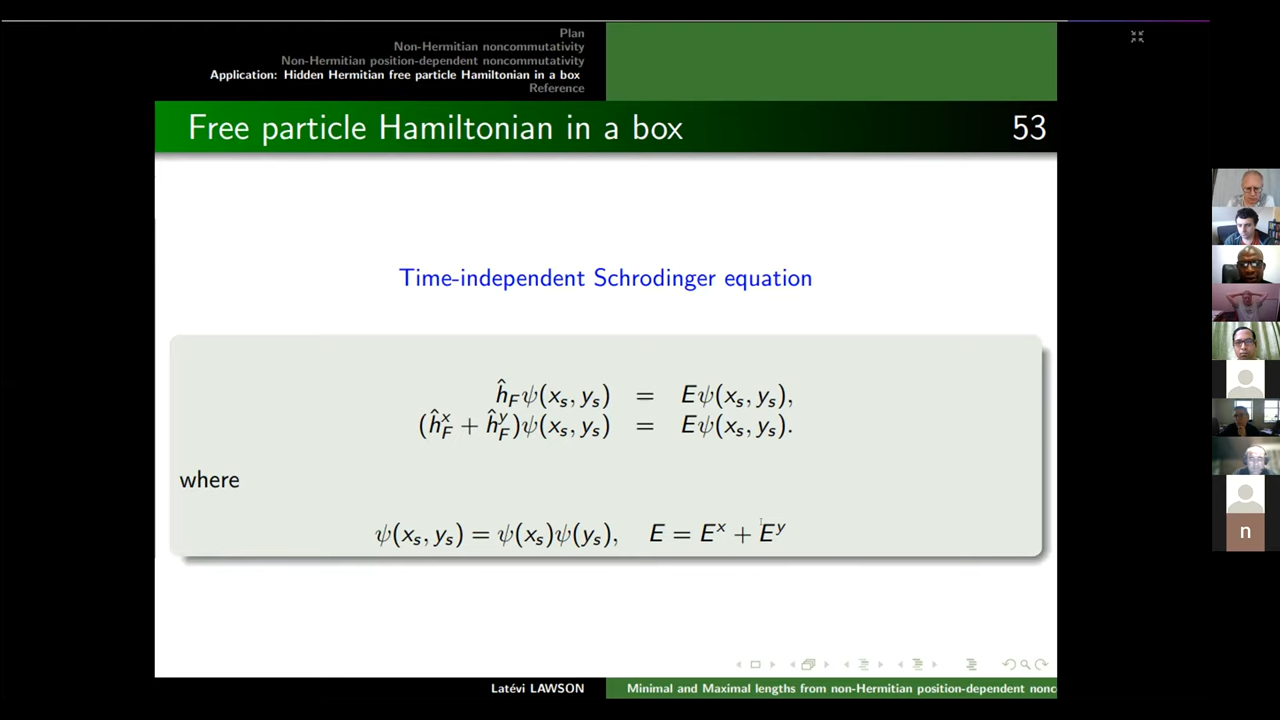 Plan
Non-Hermitian noncommutativity
Non-Hermitian position-dependent noncommutativity
Application: Hidden Hermitian free particle Hamiltonian in a box
Reference
Free particle Hamiltonian in a box 53
Time-independent Schrodinger equation
ĥ_F ψ(x_s, y_s) = Eψ(x_s, y_s),
(ĥ_F^x + ĥ_F^y)ψ(x_s, y_s) = Eψ(x_s, y_s).
where
ψ(x_s, y_s) = ψ(x_s)ψ(y_s), E = E^x + E^y
Latévi LAWSON Minimal and Maximal lengths from non-Hermitian position-dependent nonc
n